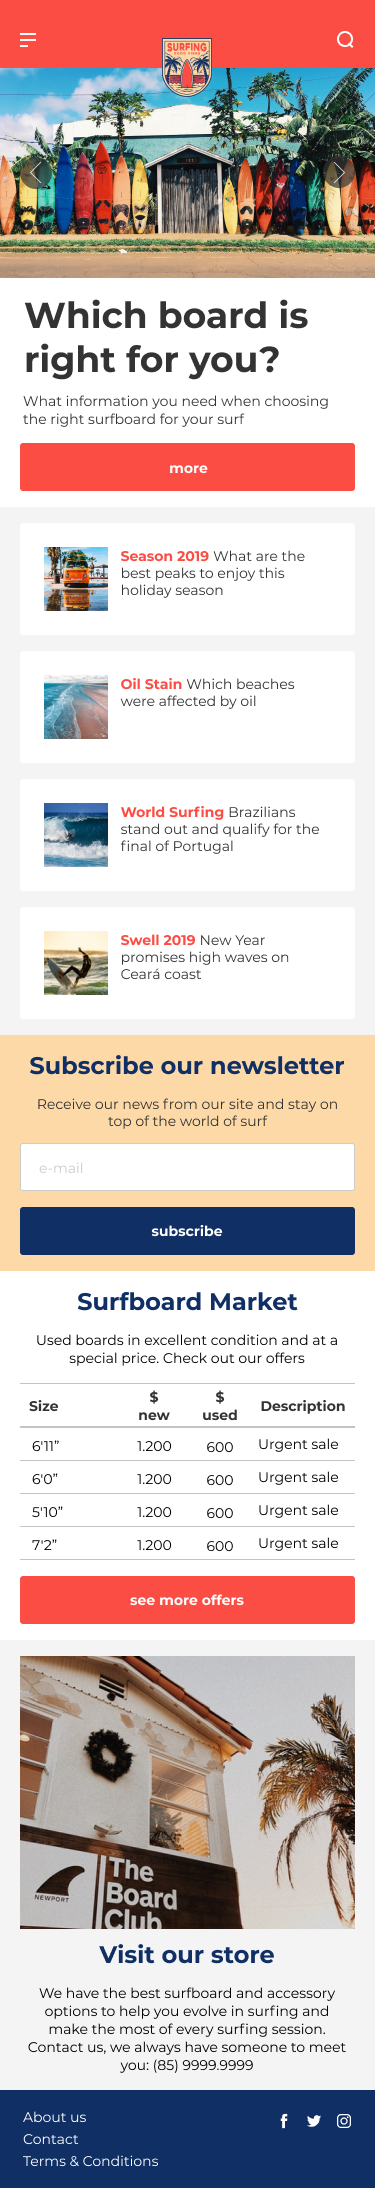 SURFING
Which board is
right for you?
What information you need when choosing
the right surfboard for your surf
more
Season 2019 What are the
best peaks to enjoy this
holiday season
Oil Stain Which beaches
were affected by oil
World Surfing Brazilians
stand out and qualify for the
final of Portugal
Swell 2019 New Year
promises high waves on
Ceará coast
Subscribe our newsletter
Receive our news from our site and stay on
top of the world of surf
e-mail
subscribe
Surfboard Market
Used boards in excellent condition and at a
special price. Check out our offers
Size $ new $ used Description
6'11” 1.200 600 Urgent sale
6'0” 1.200 600 Urgent sale
5'10” 1.200 600 Urgent sale
7'2” 1.200 600 Urgent sale
see more offers
NEWPORT
The
Board
Club
Visit our store
We have the best surfboard and accessory
options to help you evolve in surfing and
make the most of every surfing session.
Contact us, we always have someone to meet
you: (85) 9999.9999
About us
Contact
Terms & Conditions